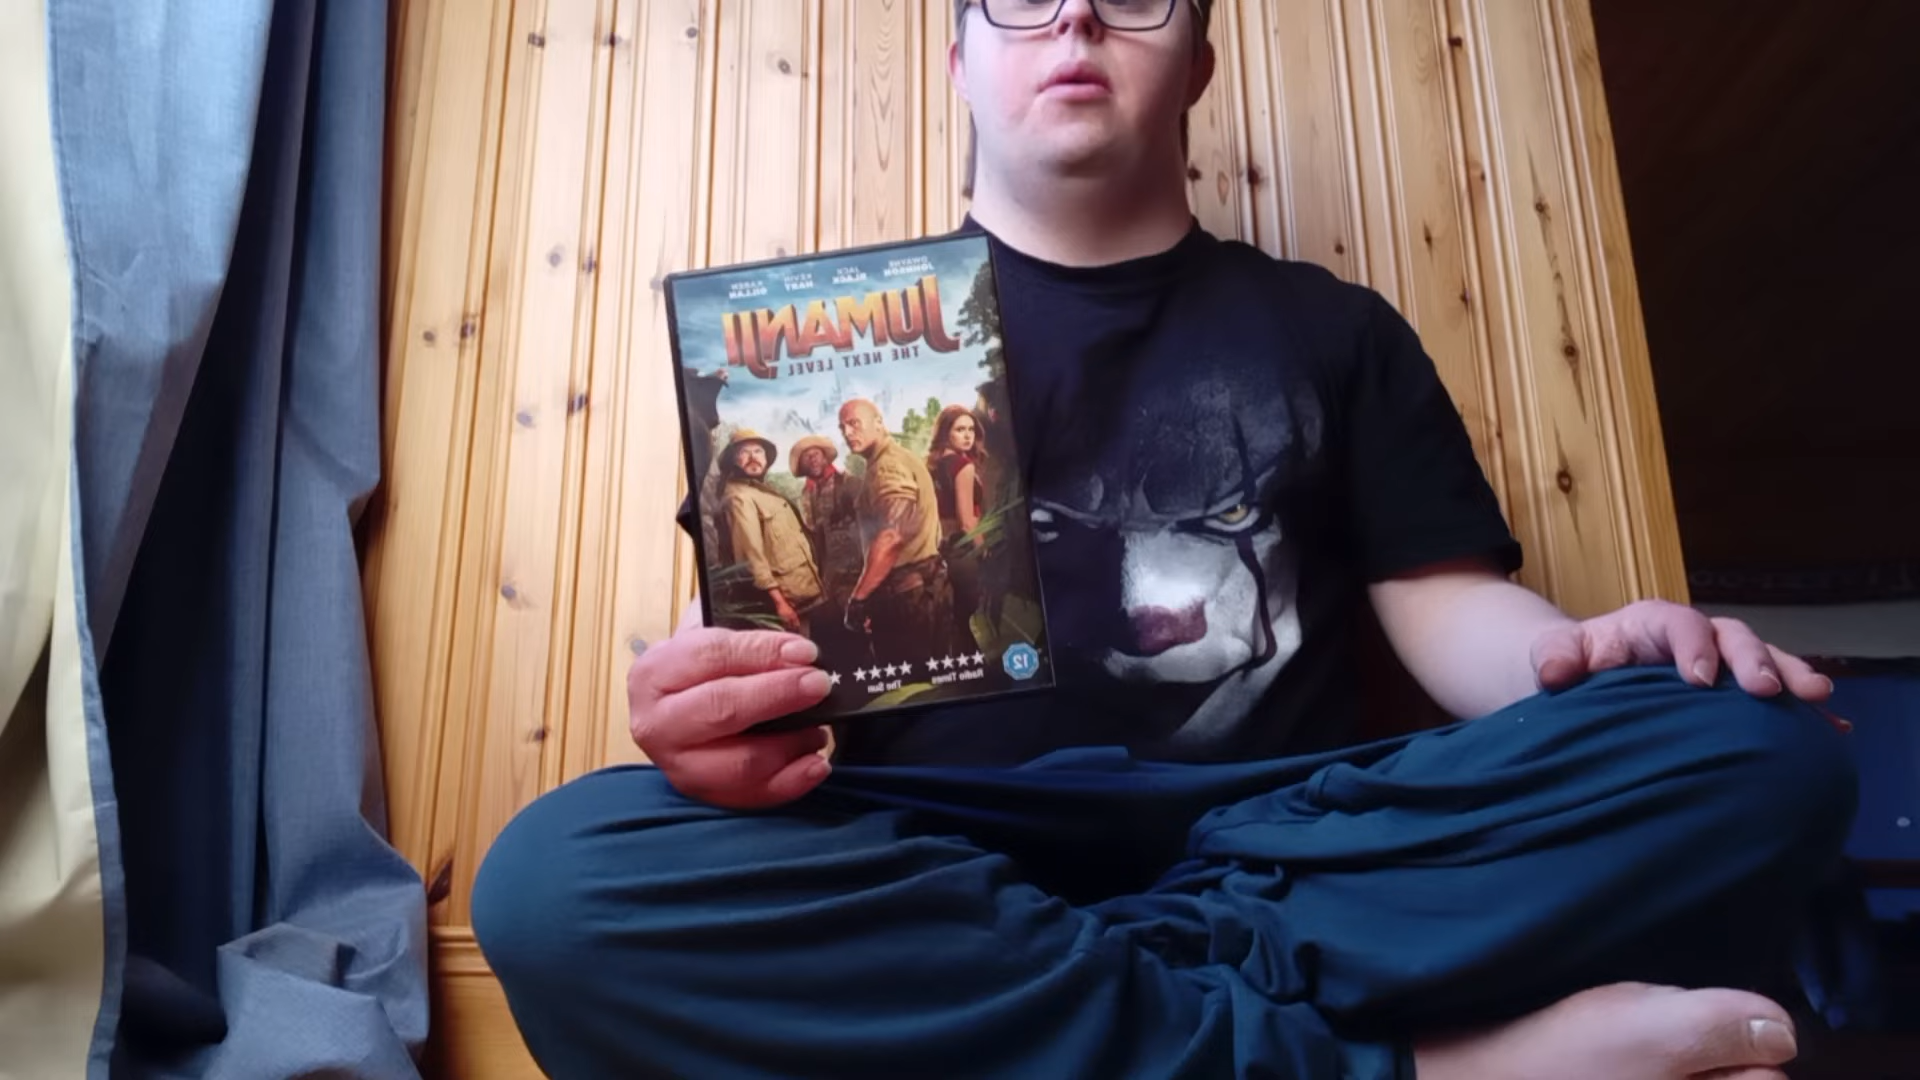 DWAYNE JOHNSON JACK BLACK KEVIN HART KAREN GILLAN
JUMANJI
THE NEXT LEVEL
★★★★ ★★★★ ★
Radio Times The Sun
12